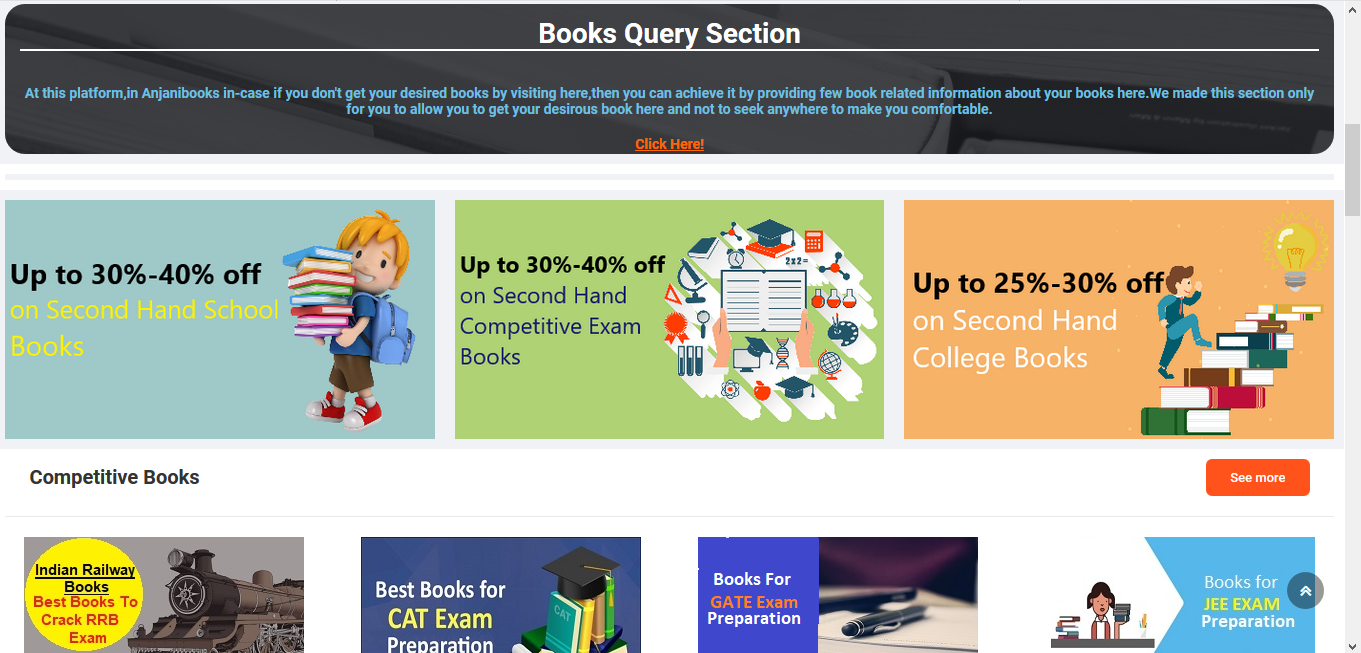 Books Query Section
At this platform,in Anjanibooks in-case if you don't get your desired books by visiting here,then you can achieve it by providing few book related information about your books here.We made this section only
for you to allow you to get your desirous book here and not to seek anywhere to make you comfortable.
Click Here!
Up to 30%-40% off
on Second Hand School
Books
Up to 30%-40% off
on Second Hand
Competitive Exam
Books
2x2=
Up to 25%-30% off
on Second Hand
College Books
Competitive Books
See more
Indian Railway
Books
Best Books To
Crack RRB
Exam
Best Books for
CAT Exam
Preparation
CAT
Books For
GATE Exam
Preparation
Books for
JEE EXAM
Preparation